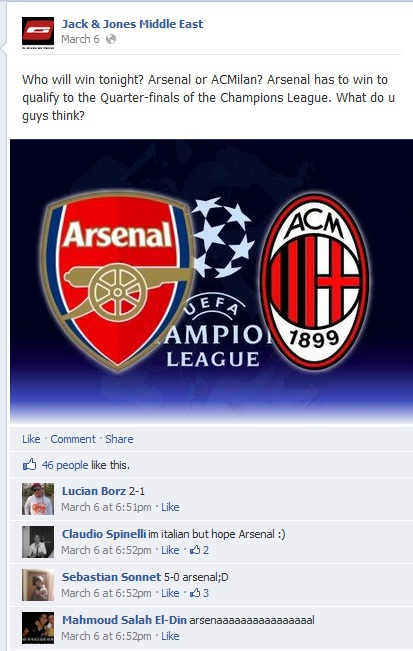 Jack & Jones Middle East
March 6
Who will win tonight? Arsenal or ACMilan? Arsenal has to win to
qualify to the Quarter-finals of the Champions League. What do u
guys think?
Arsenal
ACM
1899
UEFA
AMPIO
LEAGUE
Like · Comment · Share
46 people like this.
Lucian Borz 2-1
March 6 at 6:51pm · Like
Claudio Spinelli im italian but hope Arsenal :)
March 6 at 6:52pm · Like · 2
Sebastian Sonnet 5-0 arsenal;D
March 6 at 6:52pm · Like · 3
Mahmoud Salah El-Din arsenaaaaaaaaaaaaaaaal
March 6 at 6:52pm · Like